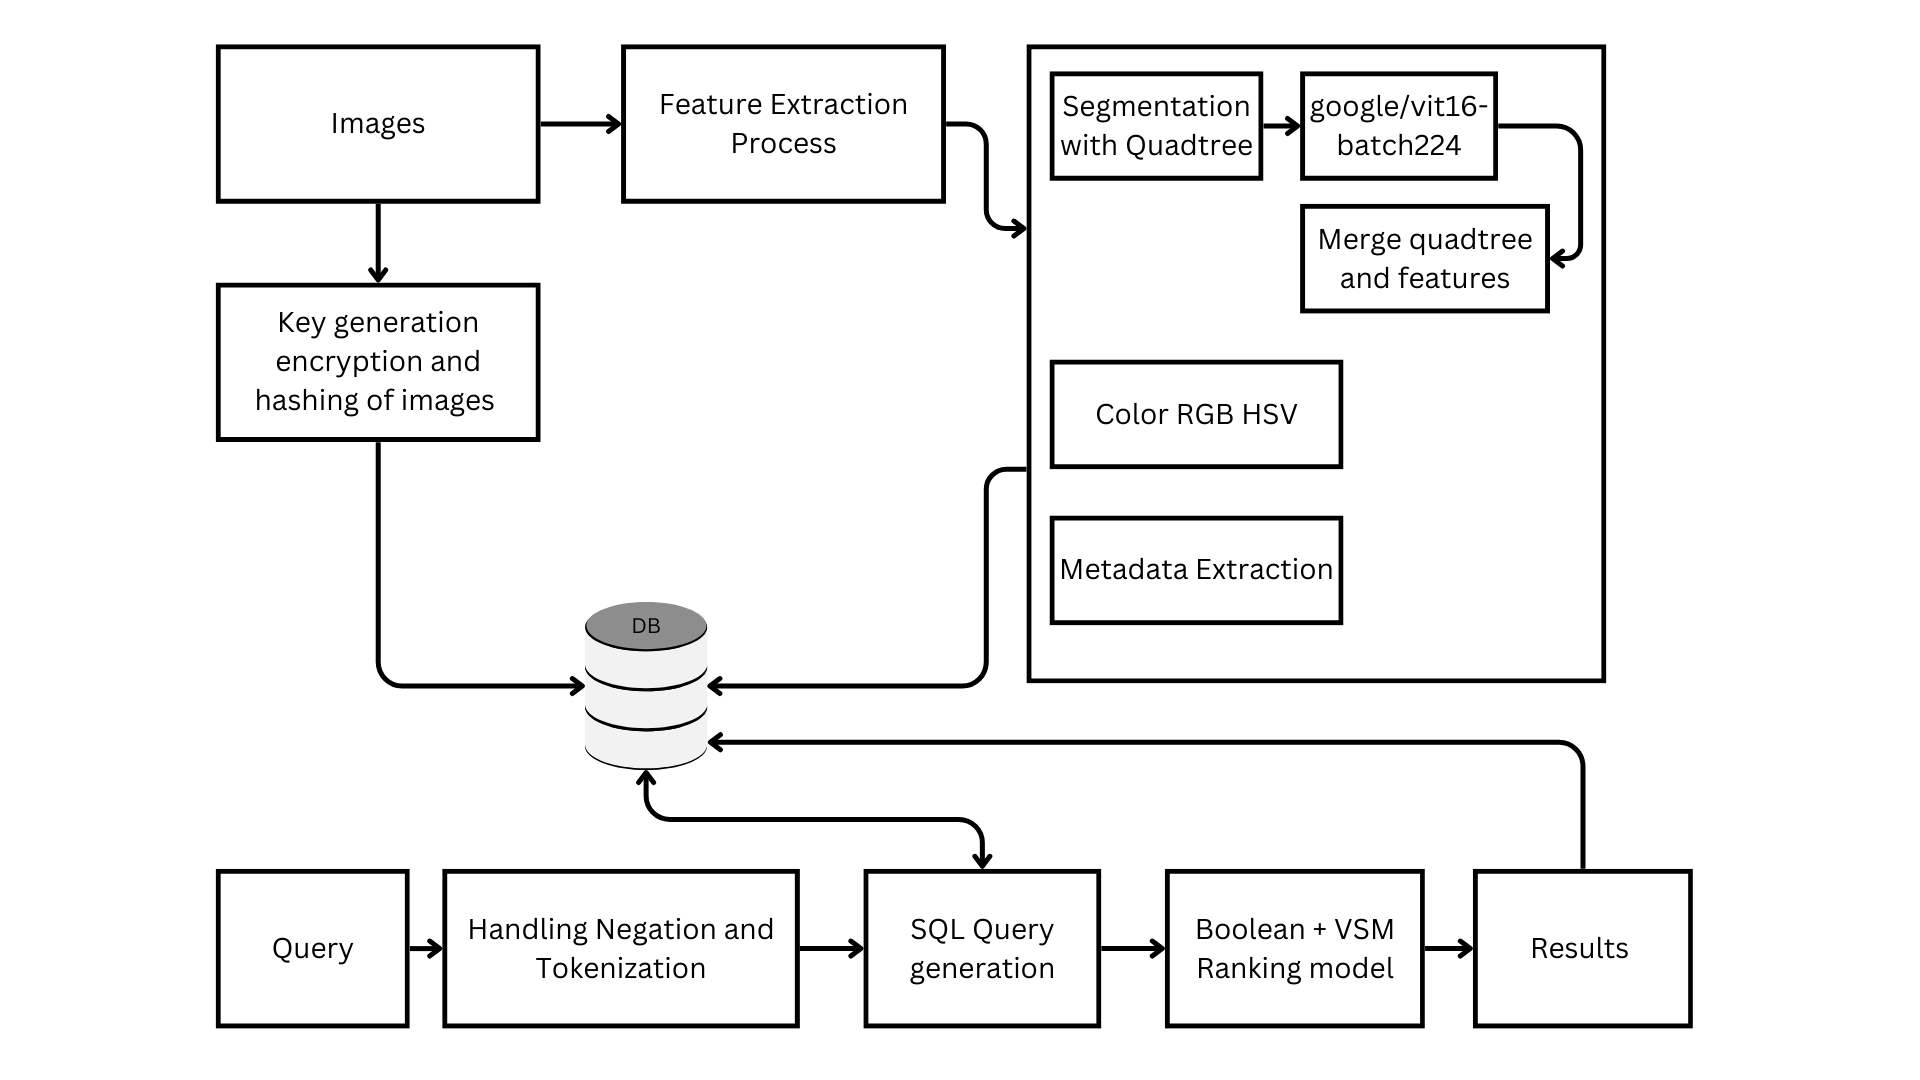 Images
Feature Extraction
Process
Segmentation
with Quadtree
google/vit16-
batch224
Merge quadtree
and features
Key generation
encryption and
hashing of images
Color RGB HSV
Metadata Extraction
DB
Query
Handling Negation and
Tokenization
SQL Query
generation
Boolean + VSM
Ranking model
Results